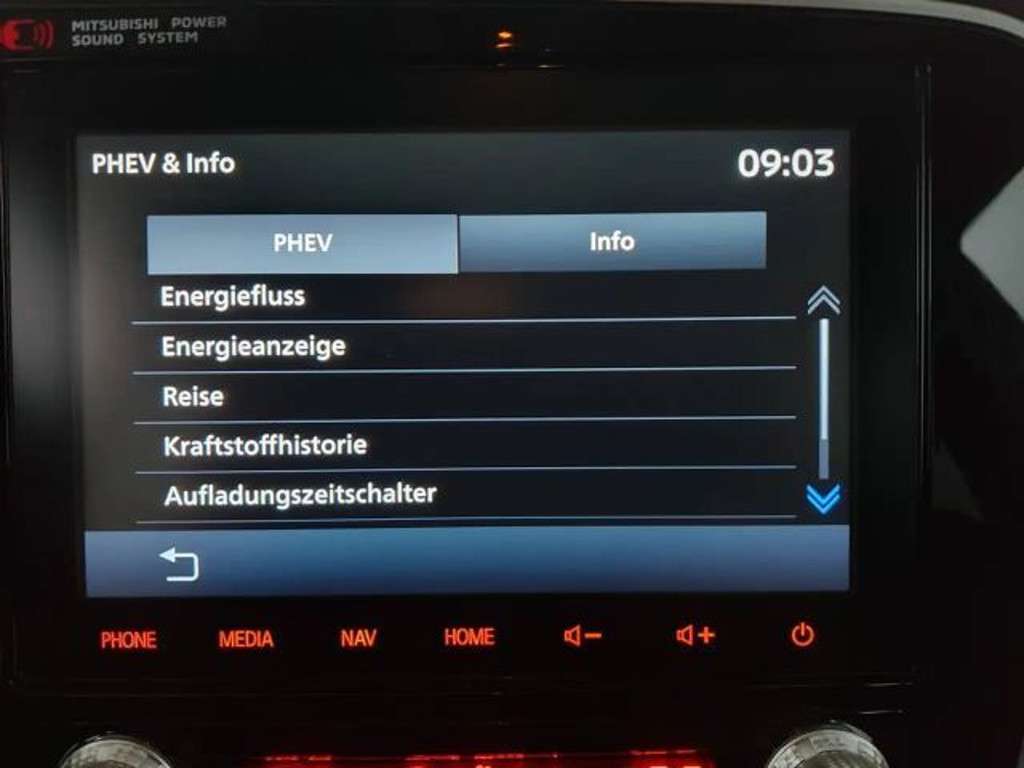 MITSUBISHI POWER
SOUND SYSTEM
PHEV & Info
09:03
PHEV
Info
Energiefluss
Energieanzeige
Reise
Kraftstoffhistorie
Aufladungszeitschalter
PHONE
MEDIA
NAV
HOME